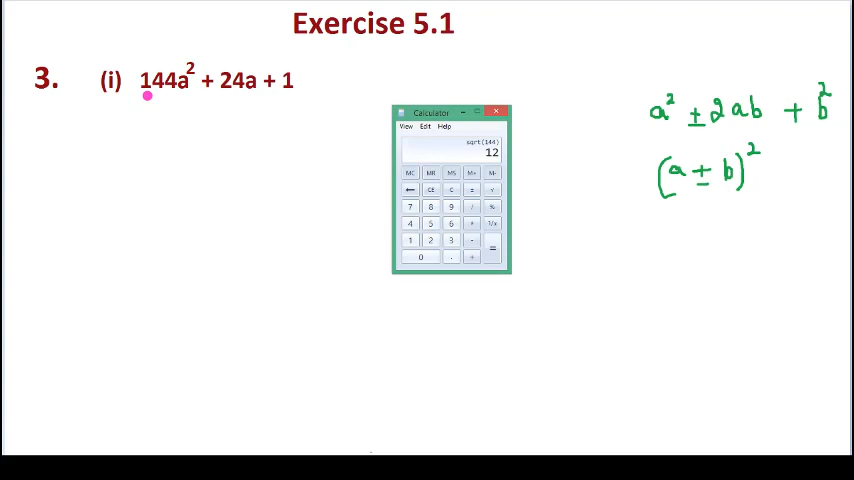 Exercise 5.1
3. (i) 144a² + 24a + 1
a² ± 2ab + b²
(a ± b)²
Calculator
View Edit Help
sqrt(144)
12
MC MR MS M+ M-
← CE C ± √
7 8 9 / %
4 5 6 * 1/x
1 2 3 - =
0 . +